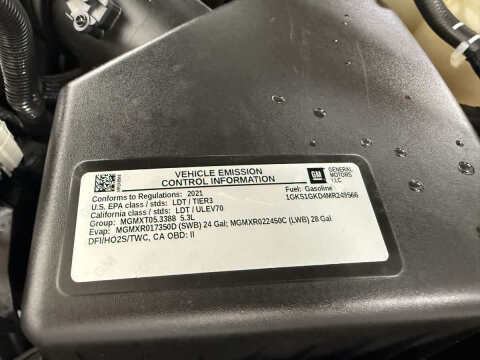 VEHICLE EMISSION
CONTROL INFORMATION
GM
GENERAL
MOTORS
LLC
Conforms to Regulations: 2021
Fuel: Gasoline
U.S. EPA class / stds: LDT / TIER3
1GKS1GKD4MR249566
California class / stds: LDT / ULEV70
Group: MGMXT05.3388 5.3L
Evap: MGMXR017350D (SWB) 24 Gal; MGMXR022450C (LWB) 28 Gal
DFI/HO2S/TWC, CA OBD: II